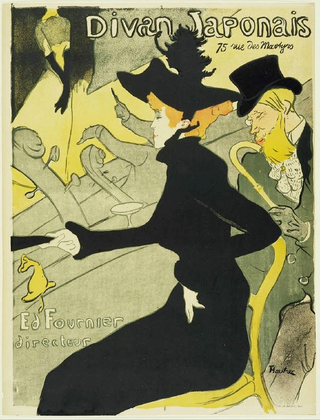 Divan Japonais
75 rue des Martyrs
Ed Fournier
directeur